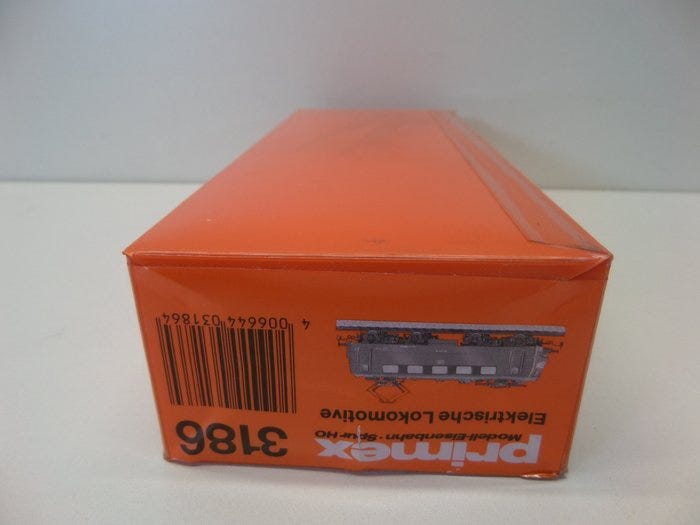 primex
Modell-Eisenbahn · Spur HO
3186
Elektrische Lokomotive
4 006644 031864